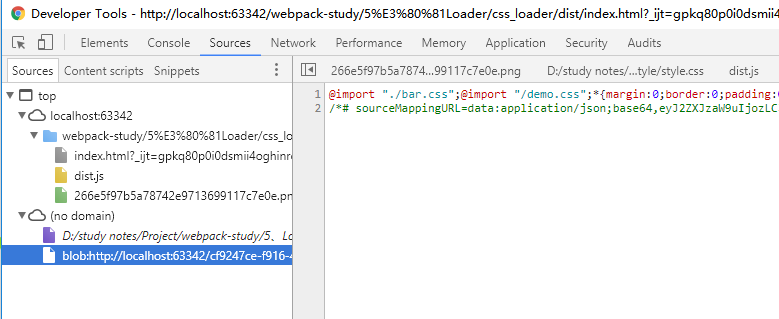 Developer Tools - http://localhost:63342/webpack-study/5%E3%80%81Loader/css_loader/dist/index.html?_ijt=gpkq80p0i0dsmii4
Elements Console Sources Network Performance Memory Application Security Audits
Sources Content scripts Snippets
266e5f97b5a7874...99117c7e0e.png D:/study notes/...tyle/style.css dist.js
top
localhost:63342
webpack-study/5%E3%80%81Loader/css_lo
index.html?_ijt=gpkq80p0i0dsmii4oghinr
dist.js
266e5f97b5a78742e9713699117c7e0e.pn
(no domain)
D:/study notes/Project/webpack-study/5、Lo
blob:http://localhost:63342/cf9247ce-f916-4
1 @import "./bar.css";@import "/demo.css";*{margin:0;border:0;padding:0
2 /*# sourceMappingURL=data:application/json;base64,eyJ2ZXJzaW9uIjozLC